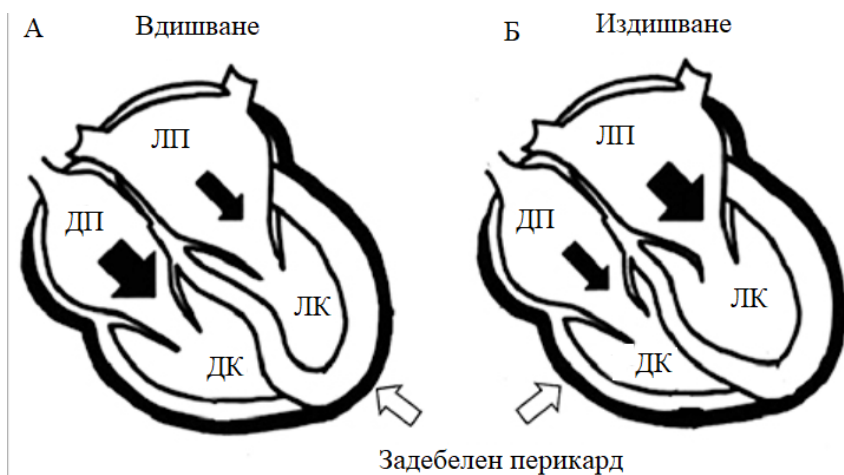 А Вдишване
Б Издишване
ЛП
ДП
ЛК
ДК
ЛП
ДП
ЛК
ДК
Задебелен перикард